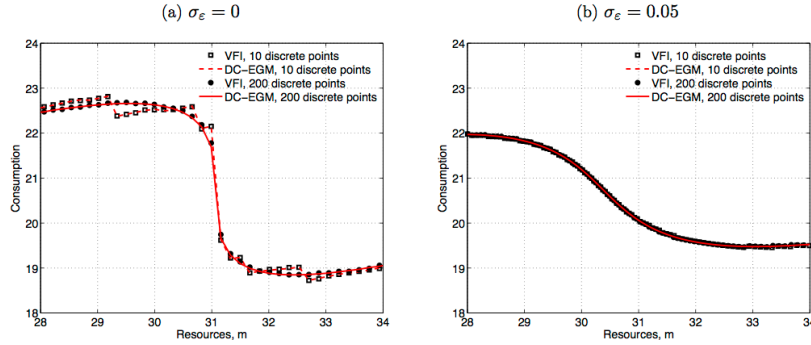 (a) σε = 0
24
23
22
21
20
19
18
Consumption
28 29 30 31 32 33 34
Resources, m
VFI, 10 discrete points
DC−EGM, 10 discrete points
VFI, 200 discrete points
DC−EGM, 200 discrete points
(b) σε = 0.05
24
23
22
21
20
19
18
Consumption
28 29 30 31 32 33 34
Resources, m
VFI, 10 discrete points
DC−EGM, 10 discrete points
VFI, 200 discrete points
DC−EGM, 200 discrete points